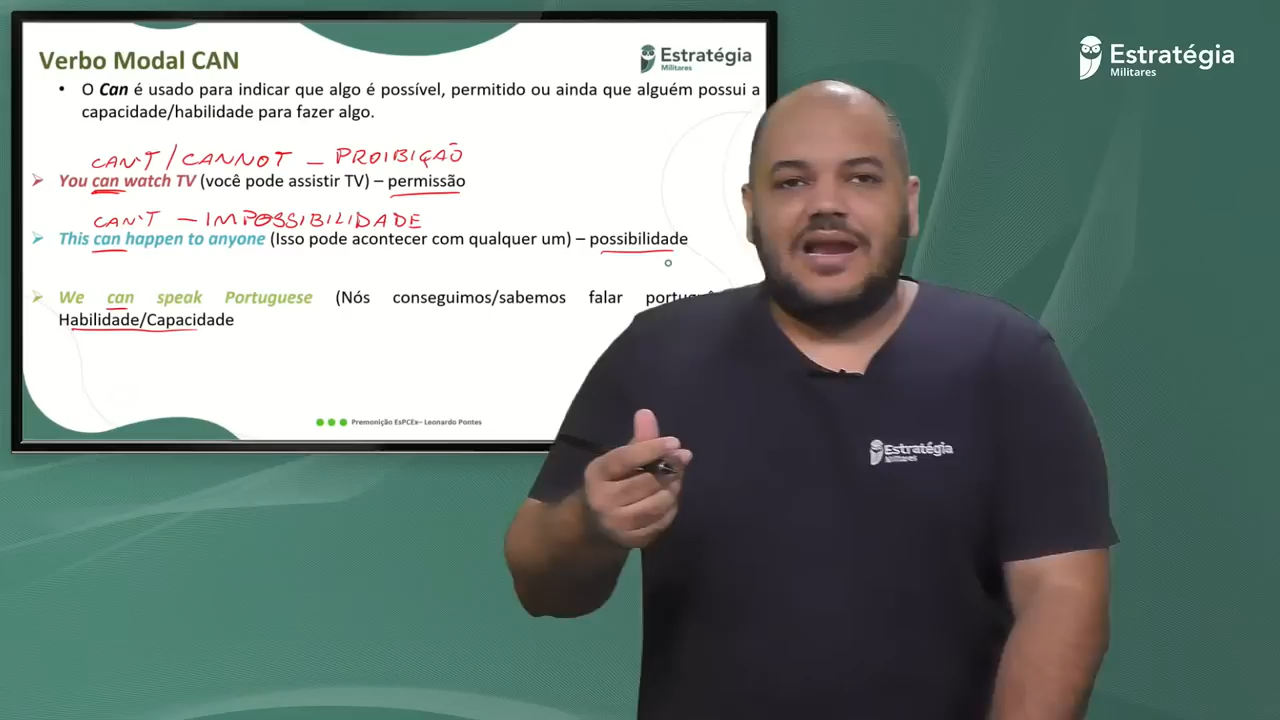 Verbo Modal CAN
Estratégia
Militares
• O Can é usado para indicar que algo é possível, permitido ou ainda que alguém possui a
capacidade/habilidade para fazer algo.
CAN'T / CANNOT – PROIBIÇÃO
You can watch TV (você pode assistir TV) – permissão
CAN'T – IMPOSSIBILIDADE
This can happen to anyone (Isso pode acontecer com qualquer um) – possibilidade
We can speak Portuguese (Nós conseguimos/sabemos falar
Habilidade/Capacidade
Premonição EsPCEx– Leonardo Pontes
Estratégia
Militares
Estratégia
Militares